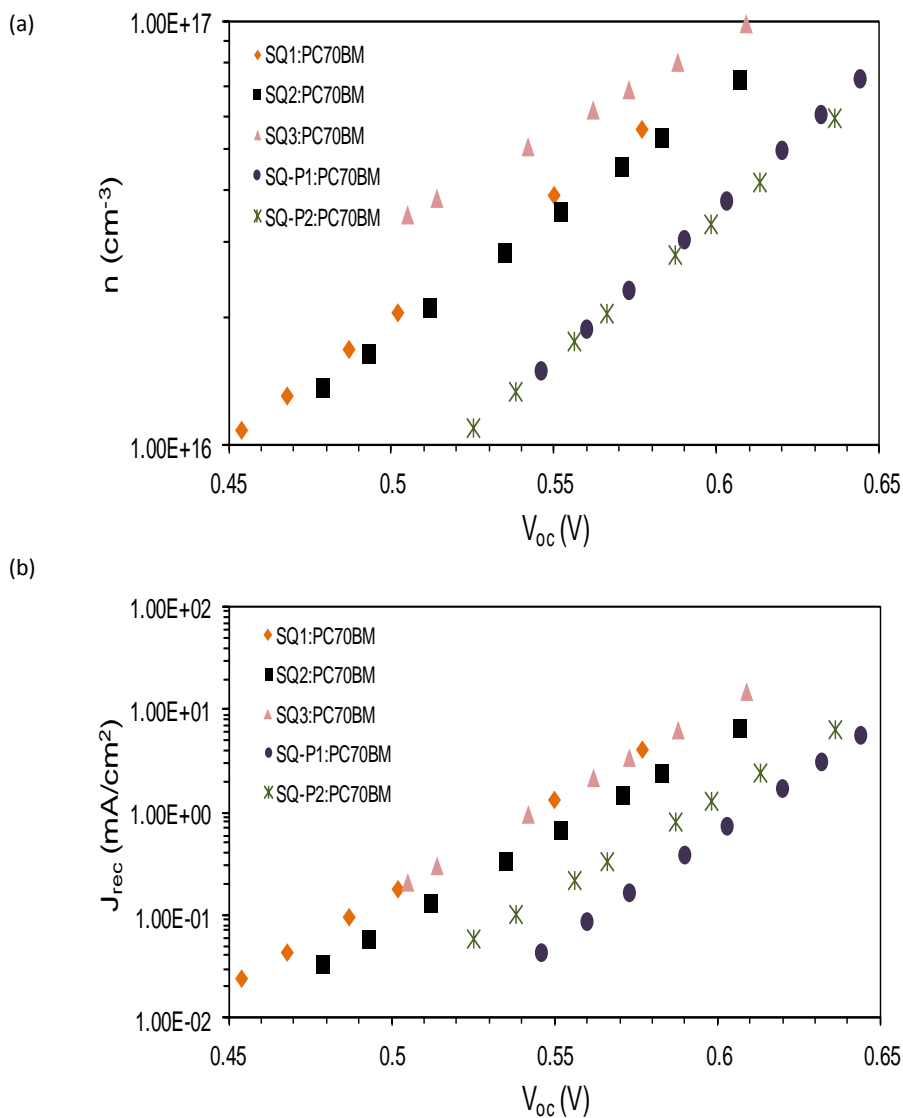 (a)
1.00E+17
SQ1:PC70BM
SQ2:PC70BM
SQ3:PC70BM
SQ-P1:PC70BM
SQ-P2:PC70BM
n (cm-3)
1.00E+16
0.45 0.5 0.55 0.6 0.65
Voc (V)
(b)
1.00E+02
SQ1:PC70BM
SQ2:PC70BM
1.00E+01
SQ3:PC70BM
SQ-P1:PC70BM
SQ-P2:PC70BM
1.00E+00
Jrec (mA/cm2)
1.00E-01
1.00E-02
0.45 0.5 0.55 0.6 0.65
Voc (V)